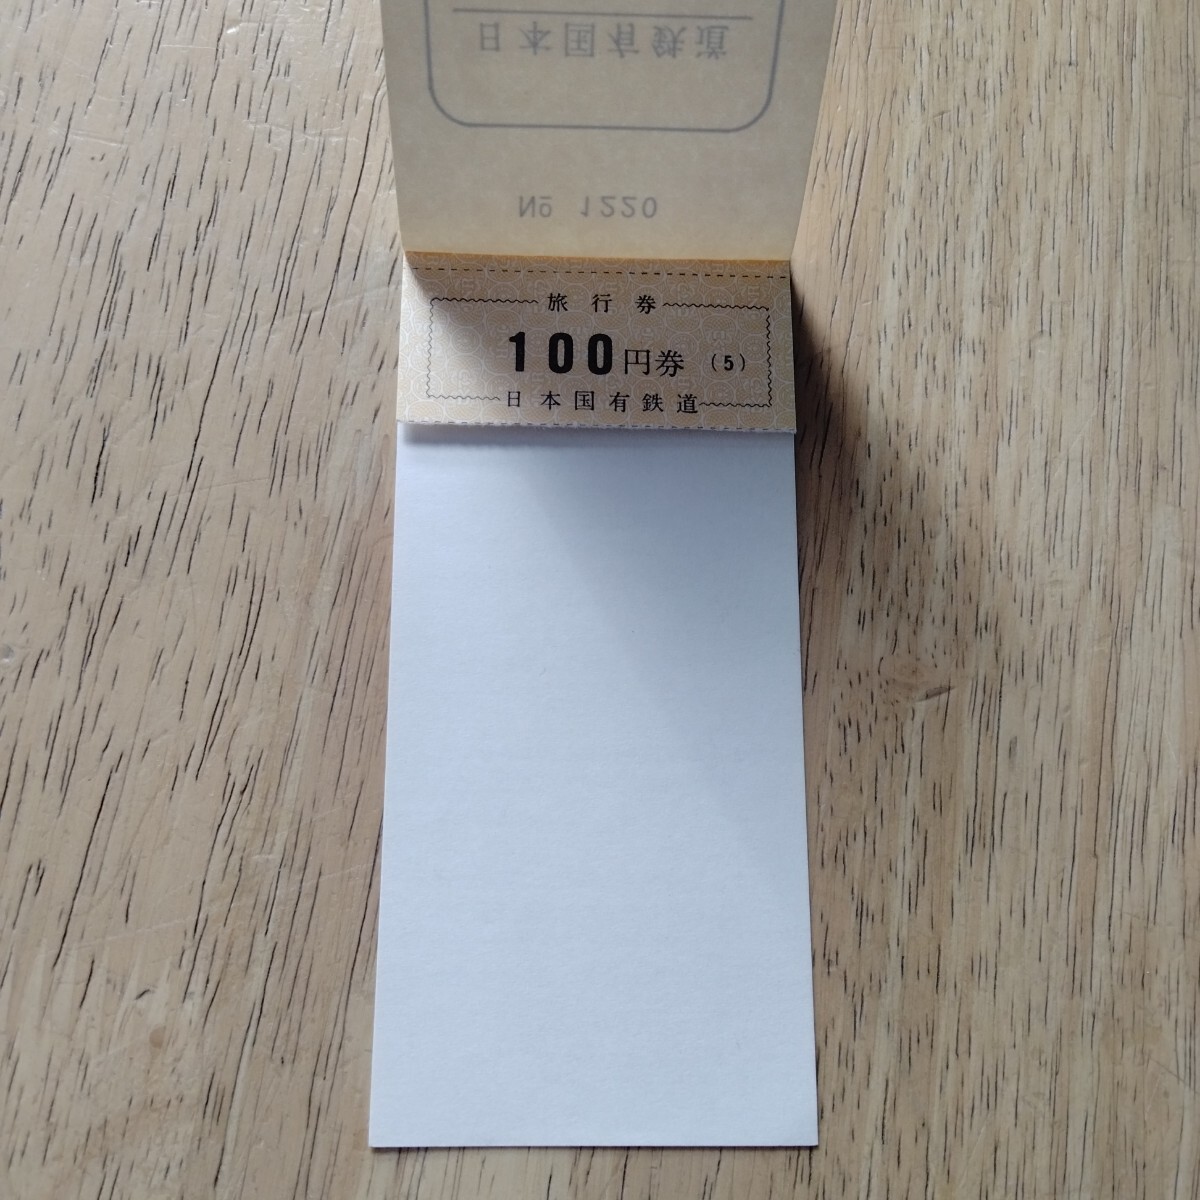 日本国有鉄道
№ 1220
旅行券
100円券 (5)
日本国有鉄道